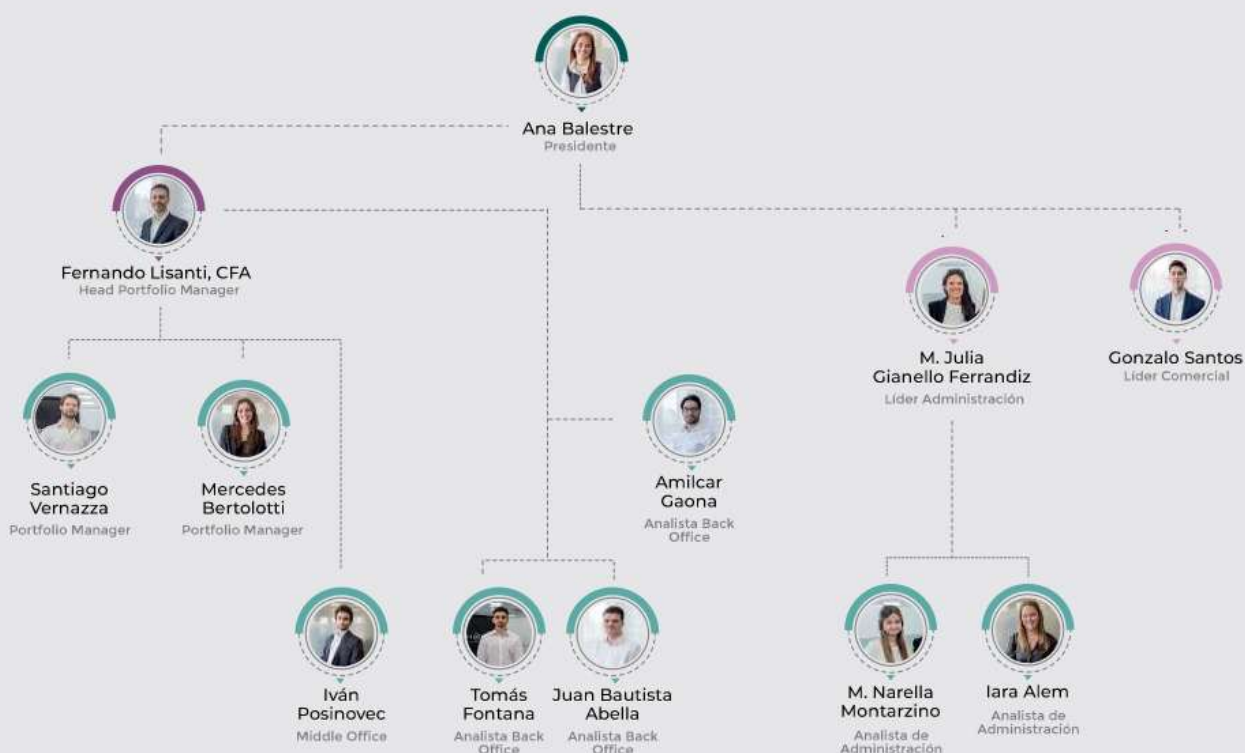 Ana Balestre
Presidente
Fernando Lisanti, CFA
Head Portfolio Manager
M. Julia
Gianello Ferrandiz
Líder Administración
Gonzalo Santos
Líder Comercial
Santiago
Vernazza
Portfolio Manager
Mercedes
Bertolotti
Portfolio Manager
Amilcar
Gaona
Analista Back
Office
Iván
Posinovec
Middle Office
Tomás
Fontana
Analista Back
Office
Juan Bautista
Abella
Analista Back
Office
M. Narella
Montarzino
Analista de
Administración
Iara Alem
Analista de
Administración